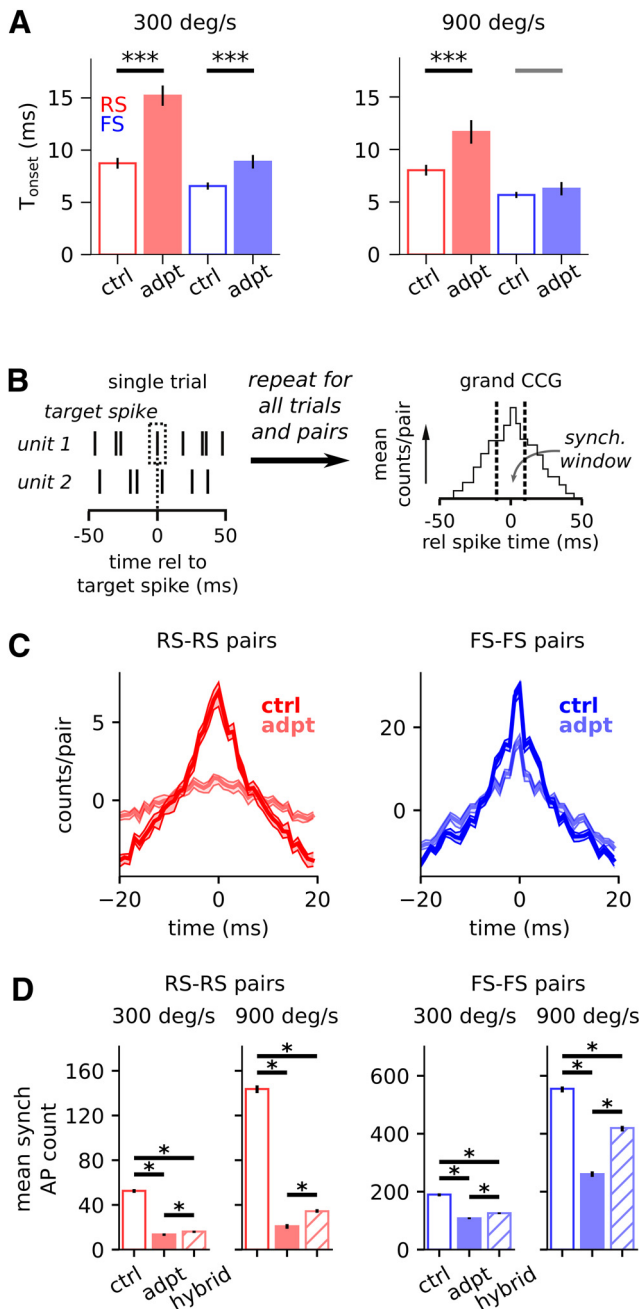 A
300 deg/s
900 deg/s
*** *** ***
RS
FS
T_onset (ms)
15
10
5
0
15
10
5
0
ctrl adpt ctrl adpt
ctrl adpt ctrl adpt
B
single trial
target spike
unit 1
unit 2
-50 0 50
time rel to
target spike (ms)
repeat for
all trials
and pairs
grand CCG
mean
counts/pair
synch.
window
-50 0 50
rel spike time (ms)
C
RS-RS pairs
FS-FS pairs
ctrl
adpt
ctrl
adpt
counts/pair
5
0
20
0
−20 0 20
time (ms)
−20 0 20
time (ms)
D
RS-RS pairs
FS-FS pairs
300 deg/s 900 deg/s
300 deg/s 900 deg/s
mean synch
AP count
160
120
80
40
0
600
400
200
0
* * *
* * *
* * *
* * *
ctrl adpt hybrid
ctrl adpt hybrid